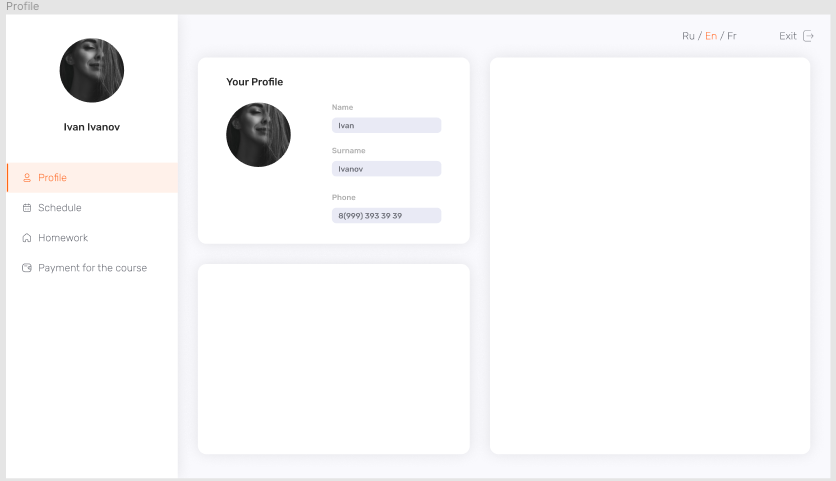 Profile
Ru / En / Fr
Exit
Ivan Ivanov
Profile
Schedule
Homework
Payment for the course
Your Profile
Name
Ivan
Surname
Ivanov
Phone
8(999) 393 39 39